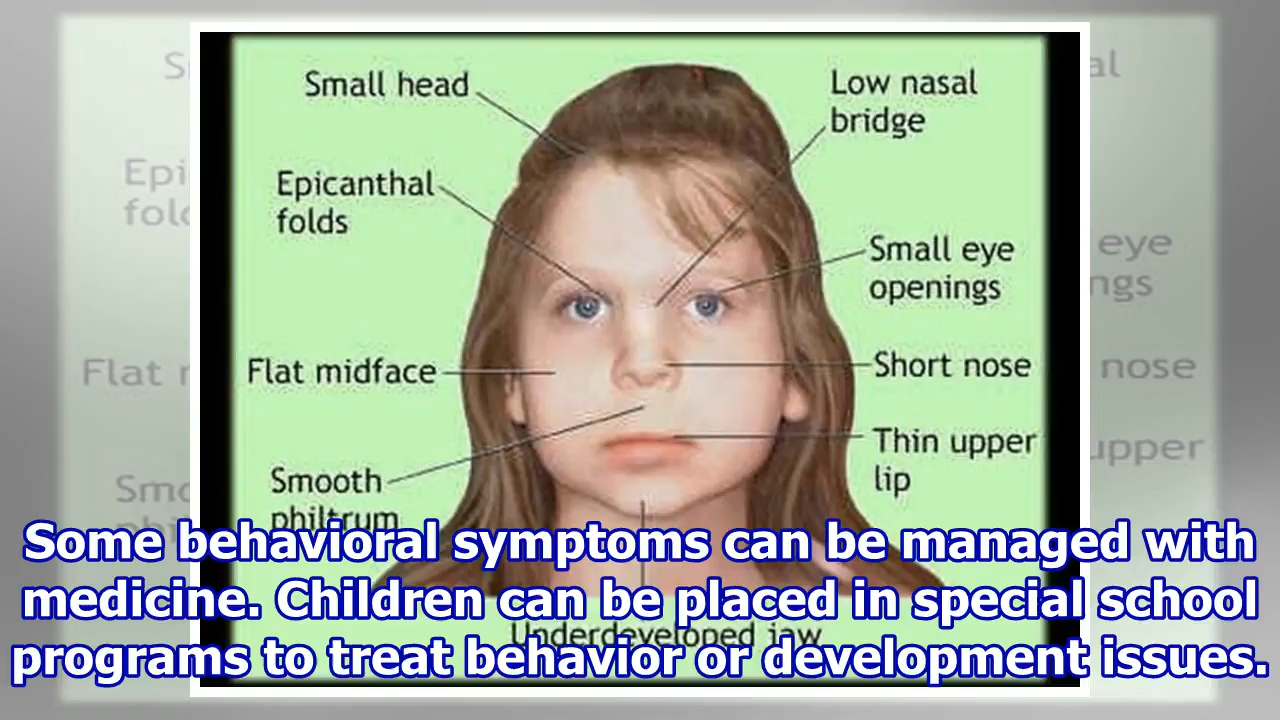 Small head
Low nasal
bridge
Epicanthal
folds
Small eye
openings
Flat midface
Short nose
Thin upper
lip
Smooth
philtrum
Underdeveloped jaw
Some behavioral symptoms can be managed with
medicine. Children can be placed in special school
programs to treat behavior or development issues.